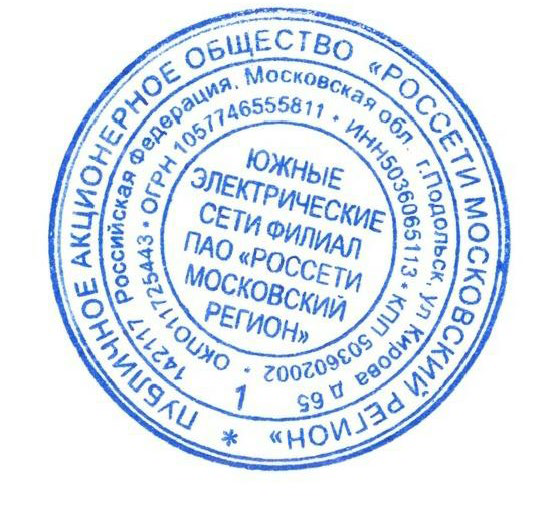 ПУБЛИЧНОЕ АКЦИОНЕРНОЕ ОБЩЕСТВО «РОССЕТИ МОСКОВСКИЙ РЕГИОН» *
142117 Российская Федерация. Московская обл. г.Подольск, ул Кирова д 65
ОКПО11725443 • ОГРН 1057746555811 • ИНН5036065113 • КПП 503602002 •
ЮЖНЫЕ
ЭЛЕКТРИЧЕСКИЕ
СЕТИ ФИЛИАЛ
ПАО «РОССЕТИ
МОСКОВСКИЙ
РЕГИОН»
1